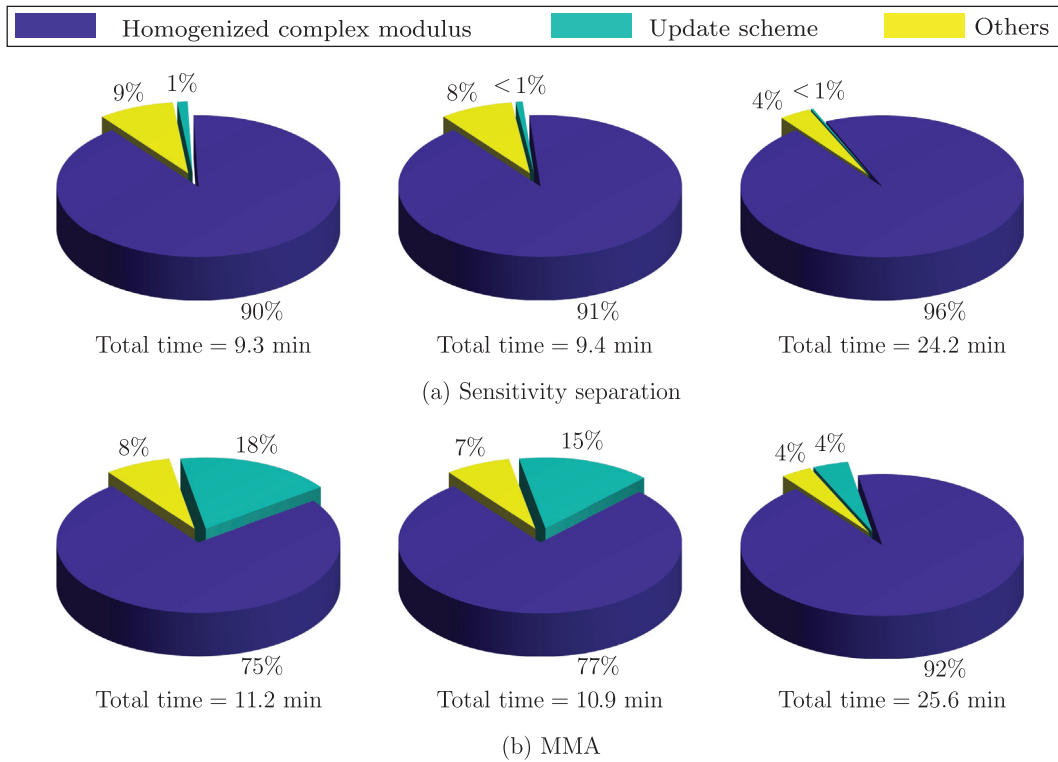 Homogenized complex modulus Update scheme Others
9% 1% 8% < 1% 4% < 1%
90% 91% 96%
Total time = 9.3 min Total time = 9.4 min Total time = 24.2 min
(a) Sensitivity separation
8% 18% 7% 15% 4% 4%
75% 77% 92%
Total time = 11.2 min Total time = 10.9 min Total time = 25.6 min
(b) MMA